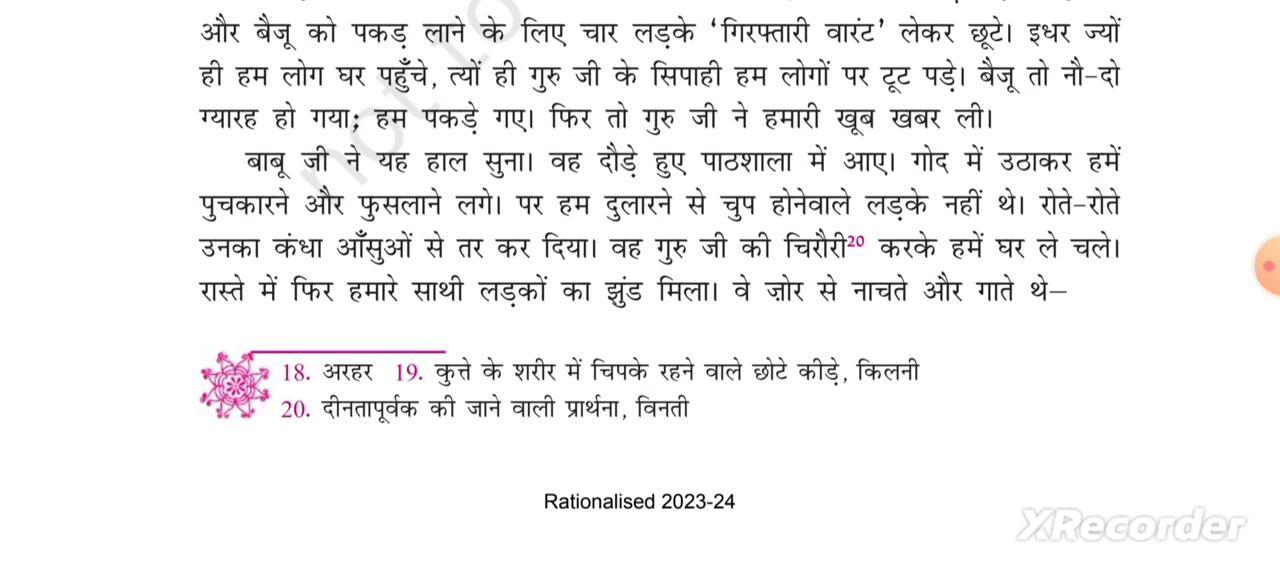 और बैजू को पकड़ लाने के लिए चार लड़के ‘गिरफ्तारी वारंट’ लेकर छूटे। इधर ज्यों
ही हम लोग घर पहुँचे, त्यों ही गुरु जी के सिपाही हम लोगों पर टूट पड़े। बैजू तो नौ-दो
ग्यारह हो गया; हम पकड़े गए। फिर तो गुरु जी ने हमारी खूब खबर ली।
बाबू जी ने यह हाल सुना। वह दौड़े हुए पाठशाला में आए। गोद में उठाकर हमें
पुचकारने और फुसलाने लगे। पर हम दुलारने से चुप होनेवाले लड़के नहीं थे। रोते-रोते
उनका कंधा आँसुओं से तर कर दिया। वह गुरु जी की चिरौरी20 करके हमें घर ले चले।
रास्ते में फिर हमारे साथी लड़कों का झुंड मिला। वे ज़ोर से नाचते और गाते थे–
18. अरहर 19. कुत्ते के शरीर में चिपके रहने वाले छोटे कीड़े, किलनी
20. दीनतापूर्वक की जाने वाली प्रार्थना, विनती
Rationalised 2023-24
XRecorder
not to